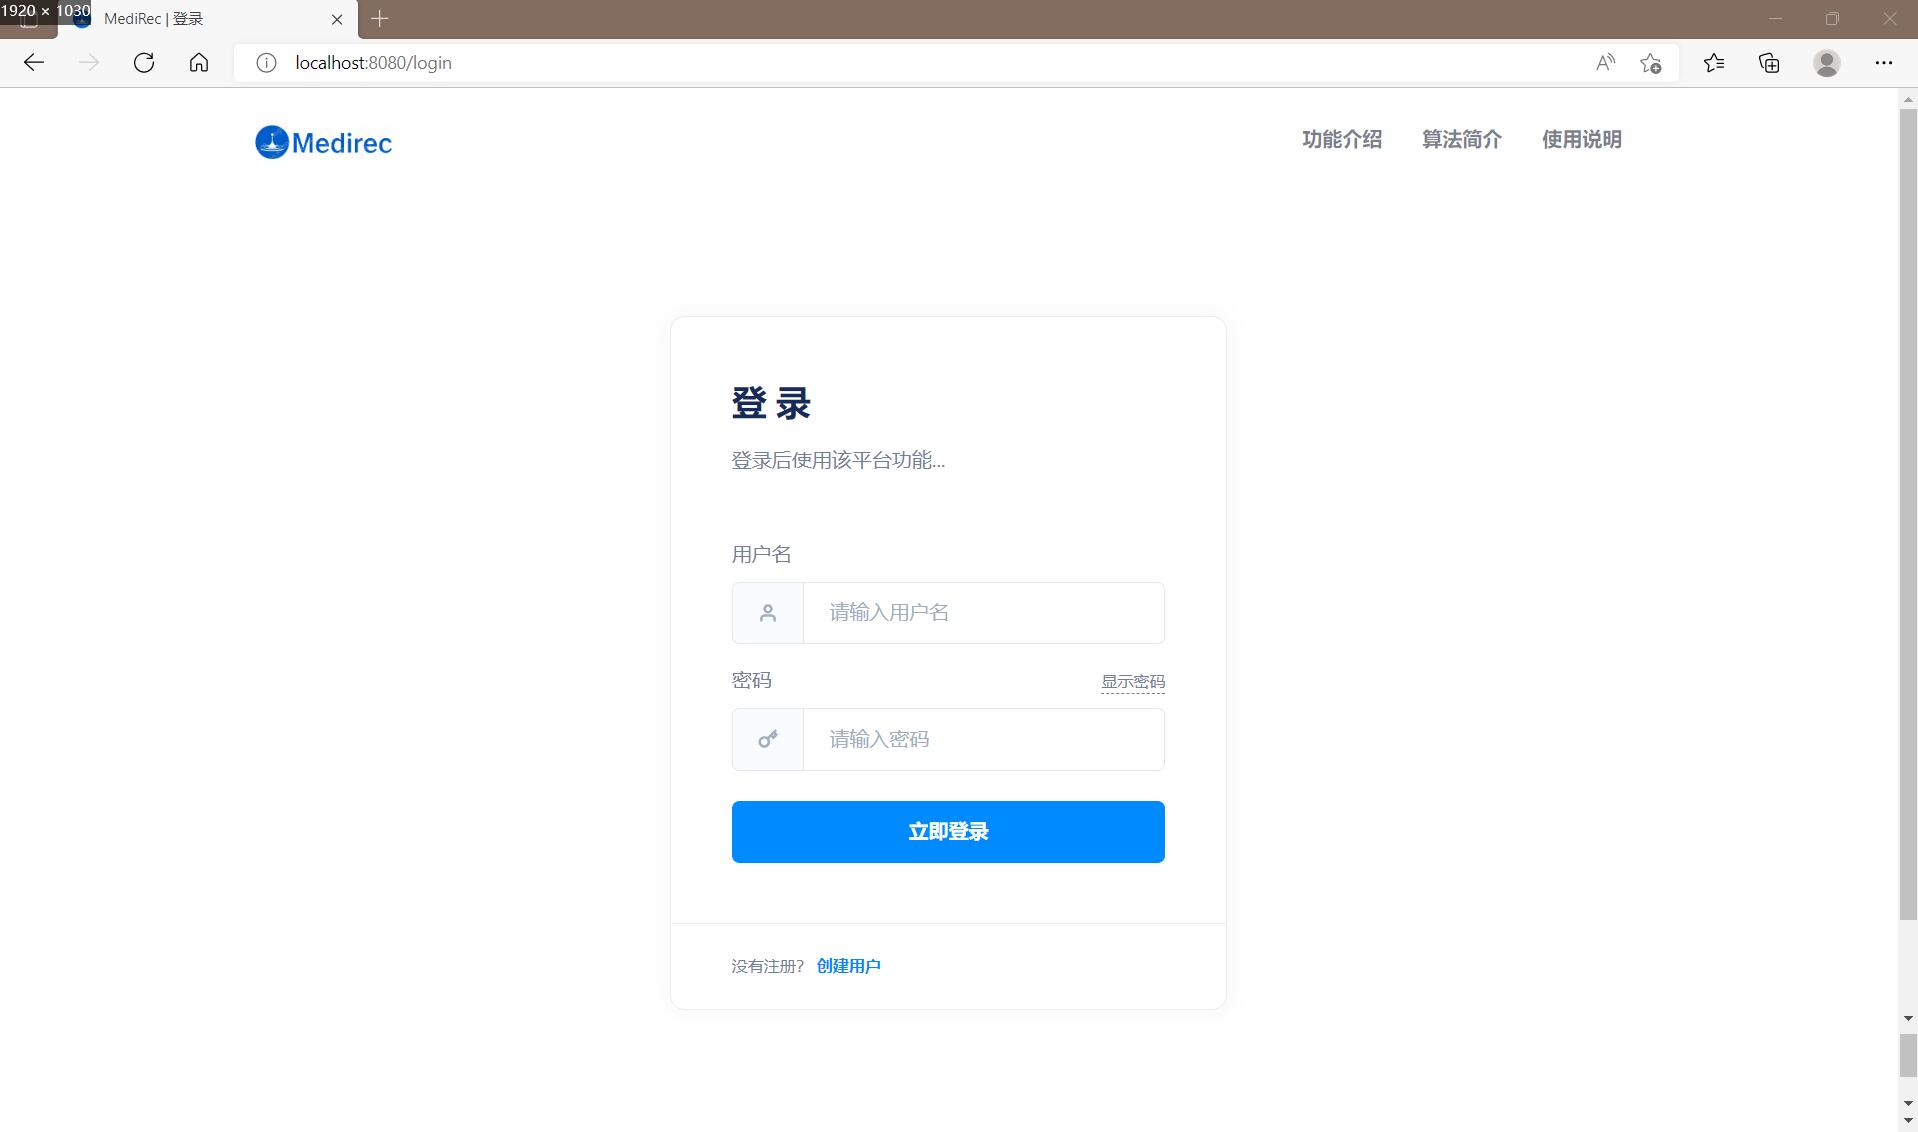 1920 × 1030
MediRec | 登录
localhost:8080/login
Medirec
功能介绍 算法简介 使用说明
登 录
登录后使用该平台功能...
用户名
请输入用户名
密码 显示密码
请输入密码
立即登录
没有注册? 创建用户